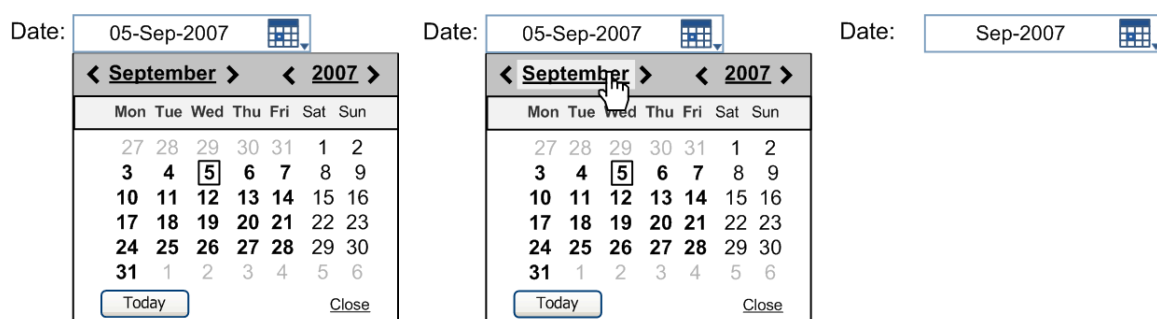 Date: 05-Sep-2007 Date: 05-Sep-2007 Date: Sep-2007
September 2007 September 2007
Mon Tue Wed Thu Fri Sat Sun Mon Tue Wed Thu Fri Sat Sun
27 28 29 30 31 1 2 27 28 29 30 31 1 2
3 4 5 6 7 8 9 3 4 5 6 7 8 9
10 11 12 13 14 15 16 10 11 12 13 14 15 16
17 18 19 20 21 22 23 17 18 19 20 21 22 23
24 25 26 27 28 29 30 24 25 26 27 28 29 30
31 1 2 3 4 5 6 31 1 2 3 4 5 6
Today Close Today Close